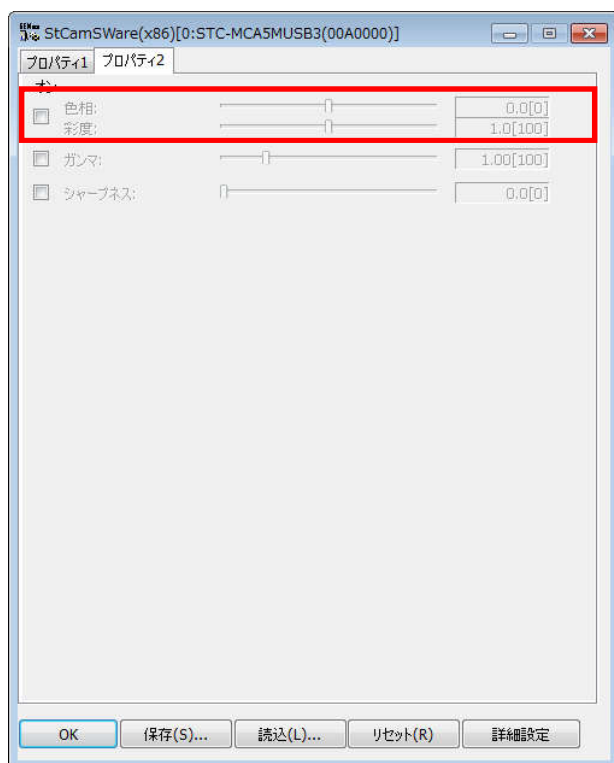 StCamSWare(x86)[0:STC-MCA5MUSB3(00A0000)]
プロパティ1 プロパティ2
オン
色相: 0.0[0]
彩度: 1.0[100]
ガンマ: 1.00[100]
シャープネス: 0.0[0]
OK 保存(S)... 読込(L)... リセット(R) 詳細設定